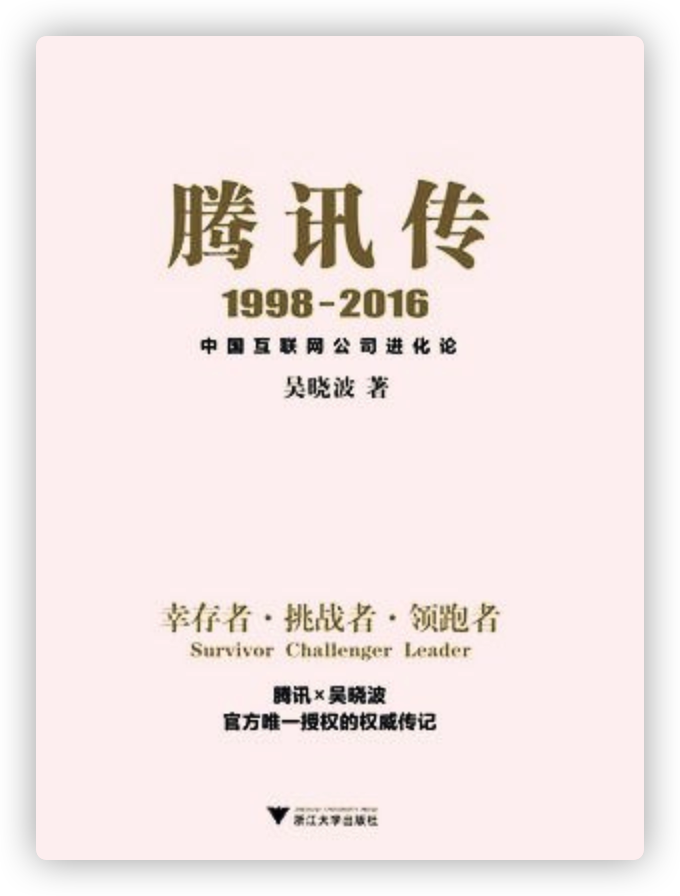 腾讯传
1998-2016
中国互联网公司进化论
吴晓波 著
幸存者·挑战者·领跑者
Survivor Challenger Leader
腾讯×吴晓波
官方唯一授权的权威传记
浙江大学出版社